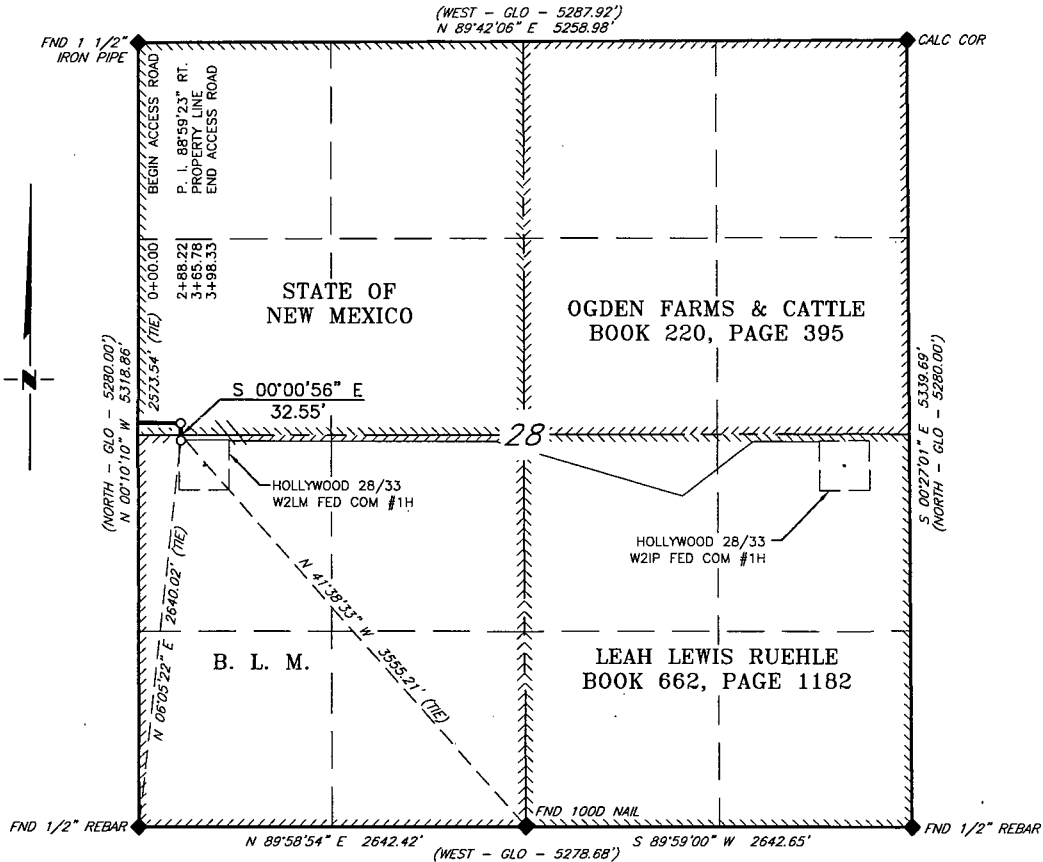 (WEST - GLO - 5287.92')
N 89°42'06" E 5258.98'
FND 1 1/2"
IRON PIPE
CALC COR
0+00.00 BEGIN ACCESS ROAD
2+88.22 P. I. 88°59'23" RT.
3+65.78 PROPERTY LINE
3+98.33 END ACCESS ROAD
STATE OF
NEW MEXICO
OGDEN FARMS & CATTLE
BOOK 220, PAGE 395
N
(NORTH - GLO - 5280.00')
N 00°10'10" W 5318.86'
2573.54' (TIE)
S 00°00'56" E
32.55'
S 00°27'01" E 5339.69'
(NORTH - GLO - 5280.00')
28
HOLLYWOOD 28/33
W2LM FED COM #1H
HOLLYWOOD 28/33
W2IP FED COM #1H
N 06°05'22" E 2640.02' (TIE)
N 41°38'33" W 3555.21' (TIE)
B. L. M.
LEAH LEWIS RUEHLE
BOOK 662, PAGE 1182
FND 1/2" REBAR
FND 100D NAIL
FND 1/2" REBAR
N 89°58'54" E 2642.42'
S 89°59'00" W 2642.65'
(WEST - GLO - 5278.68')